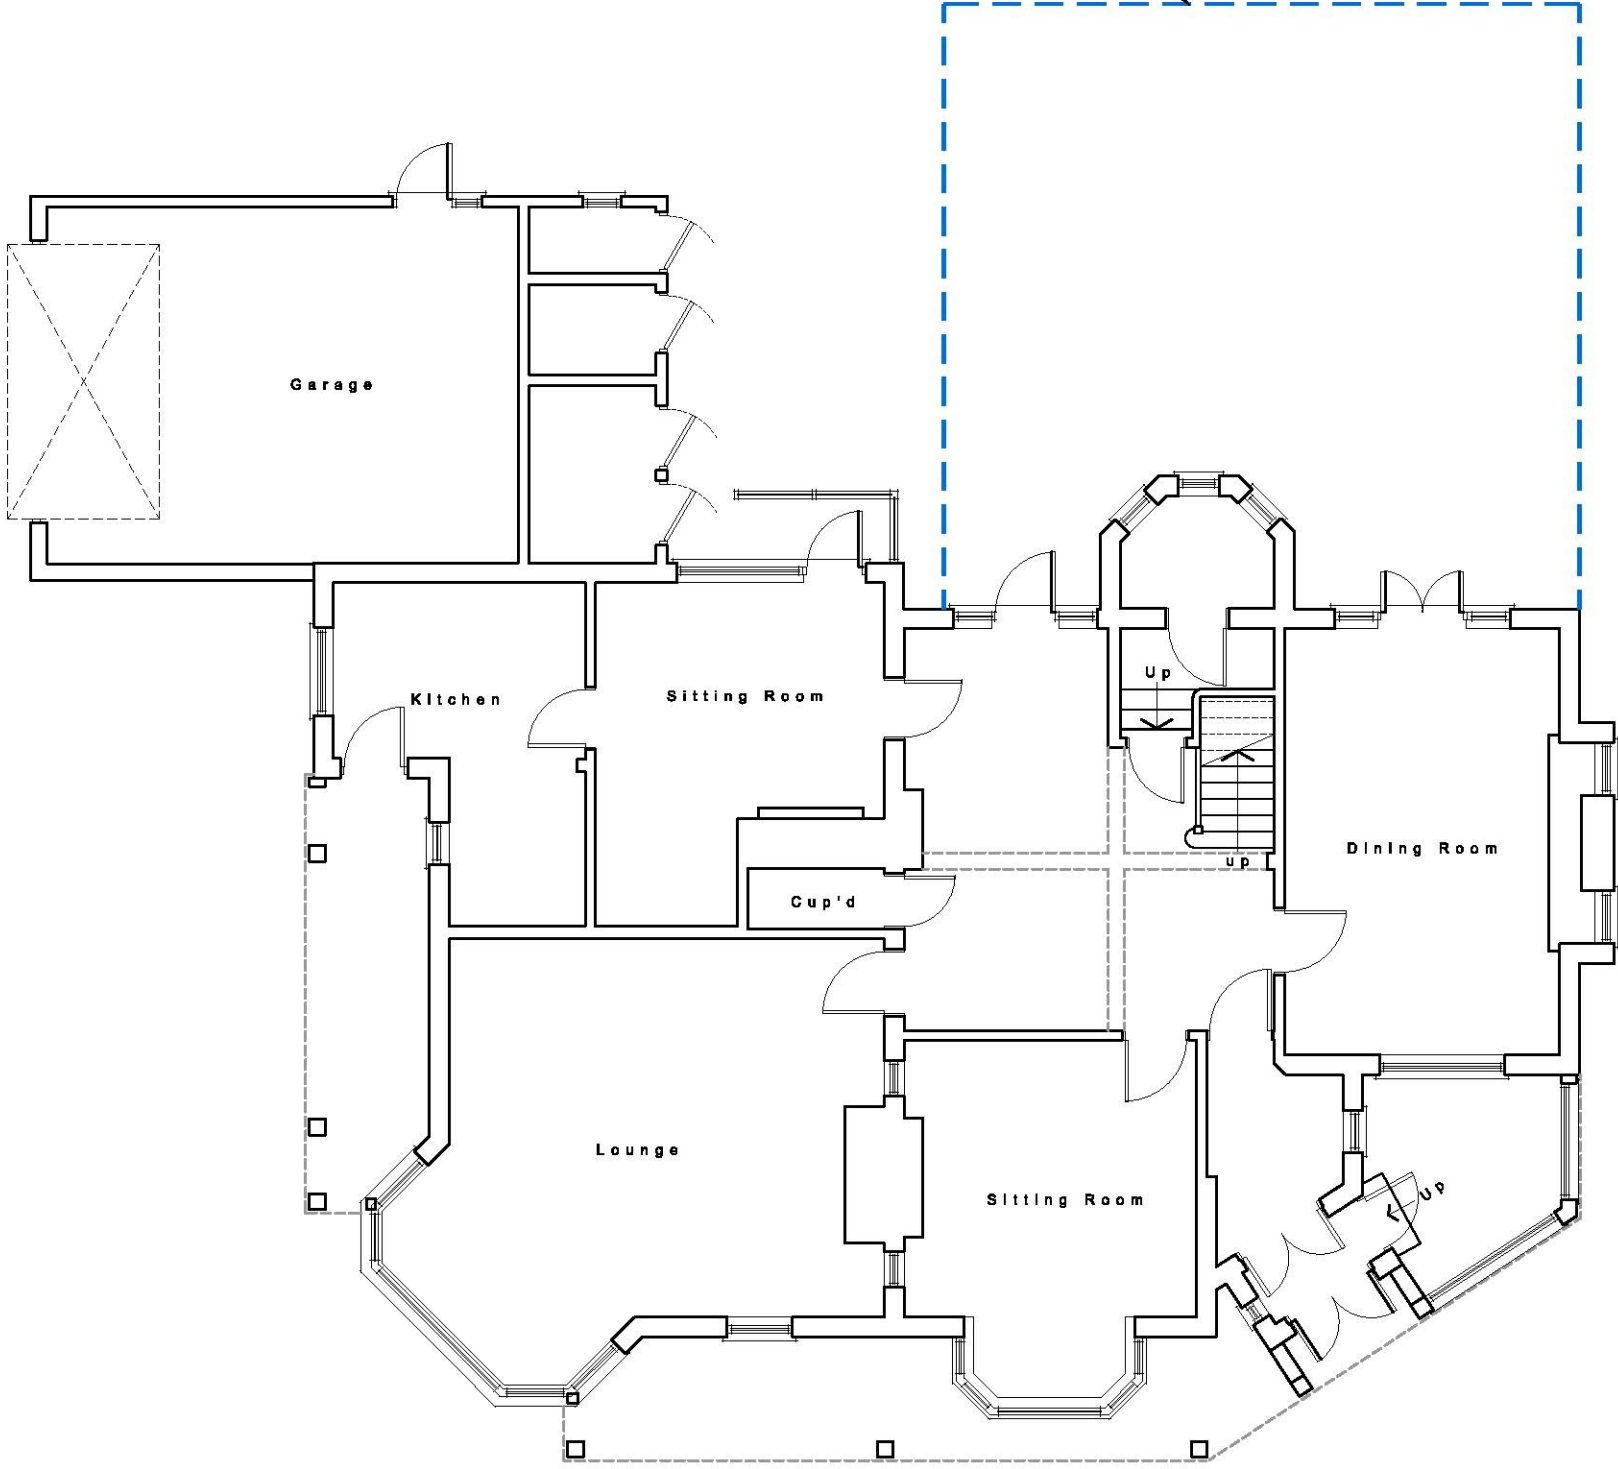 Garage
Kitchen
Sitting Room
Up
Dining Room
up
Cup'd
Lounge
Sitting Room
Up